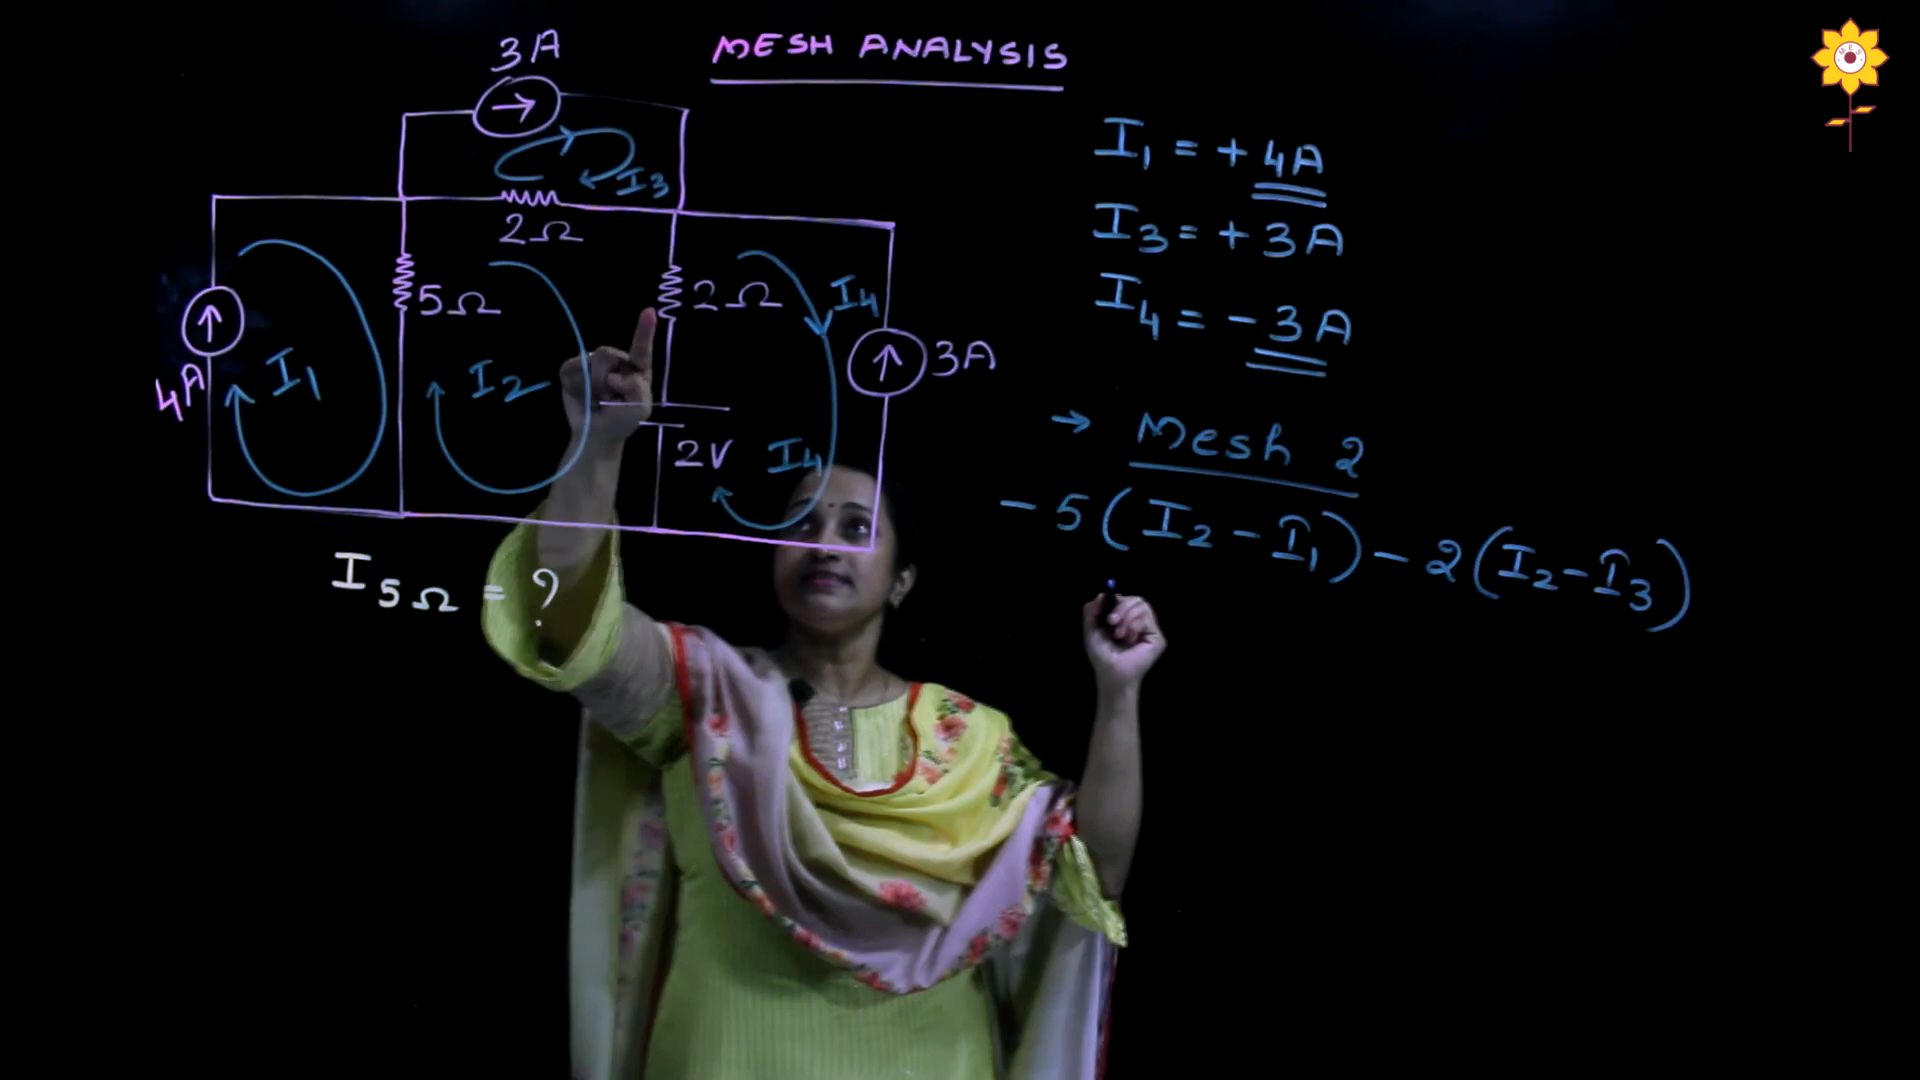 MESH ANALYSIS
3A
I3
2Ω
5Ω
2Ω
4A
I1
I2
I4
3A
2V
I4
I5Ω = ?
I1 = + 4A
I3 = + 3A
I4 = - 3A
→ Mesh 2
- 5 (I2 - I1) - 2 (I2 - I3)
MES